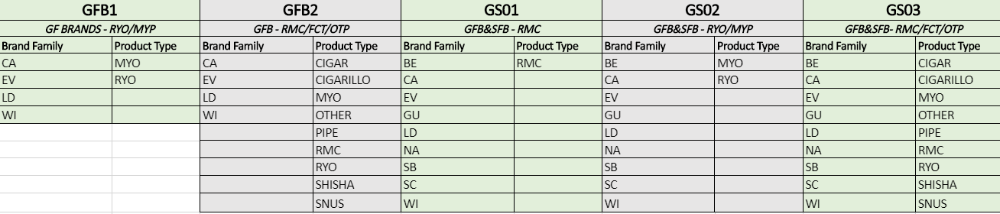 GFB1 GFB2 GS01 GS02 GS03
GF BRANDS - RYO/MYP GFB - RMC/FCT/OTP GFB&SFB - RMC GFB&SFB - RYO/MYP GFB&SFB- RMC/FCT/OTP
Brand Family Product Type Brand Family Product Type Brand Family Product Type Brand Family Product Type Brand Family Product Type
CA MYO CA CIGAR BE RMC BE MYO BE CIGAR
EV RYO EV CIGARILLO CA CA RYO CA CIGARILLO
LD LD MYO EV EV EV MYO
WI WI OTHER GU GU GU OTHER
PIPE LD LD LD PIPE
RMC NA NA NA RMC
RYO SB SB SB RYO
SHISHA SC SC SC SHISHA
SNUS WI WI WI SNUS